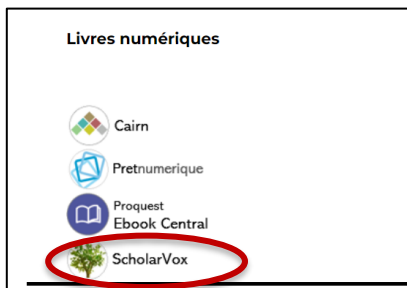 Livres numériques
Cairn
Pretnumerique
Proquest
Ebook Central
ScholarVox